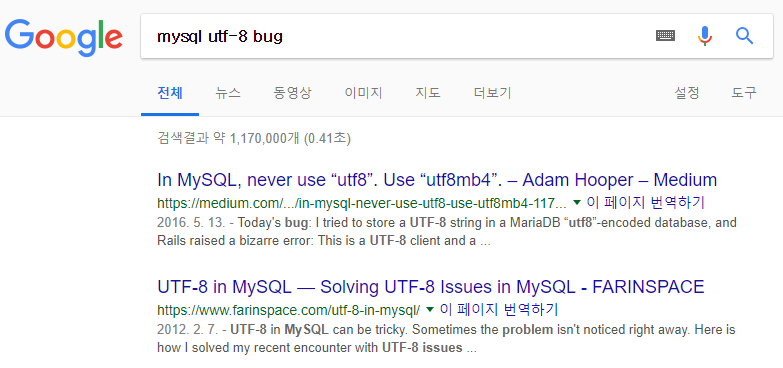 Google
mysql utf-8 bug
전체 뉴스 동영상 이미지 지도 더보기 설정 도구
검색결과 약 1,170,000개 (0.41초)
In MySQL, never use “utf8”. Use “utf8mb4”. – Adam Hooper – Medium
https://medium.com/.../in-mysql-never-use-utf8-use-utf8mb4-117... ▼ 이 페이지 번역하기
2016. 5. 13. - Today's bug: I tried to store a UTF-8 string in a MariaDB “utf8”-encoded database, and
Rails raised a bizarre error: This is a UTF-8 client and a ...
UTF-8 in MySQL — Solving UTF-8 Issues in MySQL - FARINSPACE
https://www.farinspace.com/utf-8-in-mysql/ ▼ 이 페이지 번역하기
2012. 2. 7. - UTF-8 in MySQL can be tricky. Sometimes the problem isn't noticed right away. Here is
how I solved my recent encounter with UTF-8 issues ...